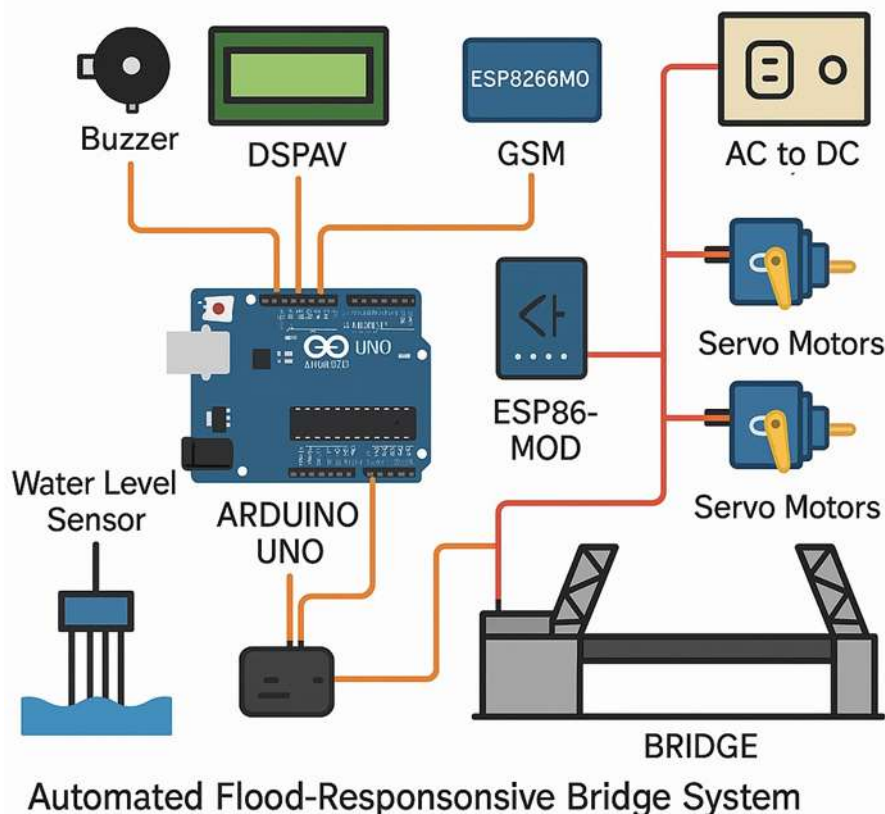 Buzzer
DSPAV
ESP8266MO
GSM
AC to DC
UNO
Servo Motors
ESP86-
MOD
Servo Motors
Water Level
Sensor
ARDUINO
UNO
BRIDGE
Automated Flood-Responsonsive Bridge System